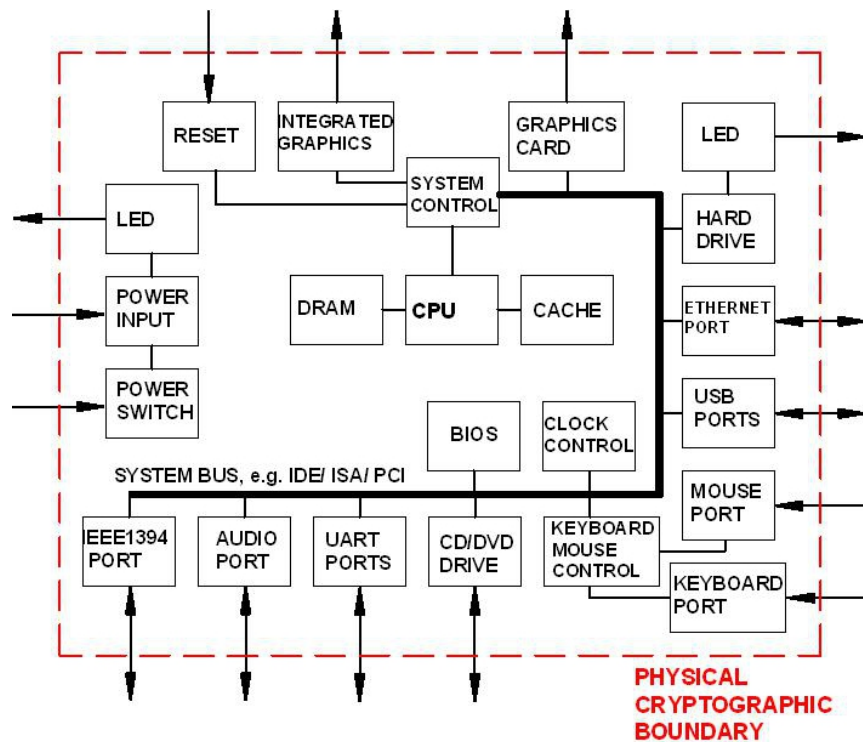 RESET
INTEGRATED
GRAPHICS
GRAPHICS
CARD
LED
SYSTEM
CONTROL
LED
HARD
DRIVE
POWER
INPUT
DRAM
CPU
CACHE
ETHERNET
PORT
POWER
SWITCH
BIOS
CLOCK
CONTROL
USB
PORTS
SYSTEM BUS, e.g. IDE/ ISA/ PCI
MOUSE
PORT
IEEE1394
PORT
AUDIO
PORT
UART
PORTS
CD/DVD
DRIVE
KEYBOARD
MOUSE
CONTROL
KEYBOARD
PORT
PHYSICAL
CRYPTOGRAPHIC
BOUNDARY